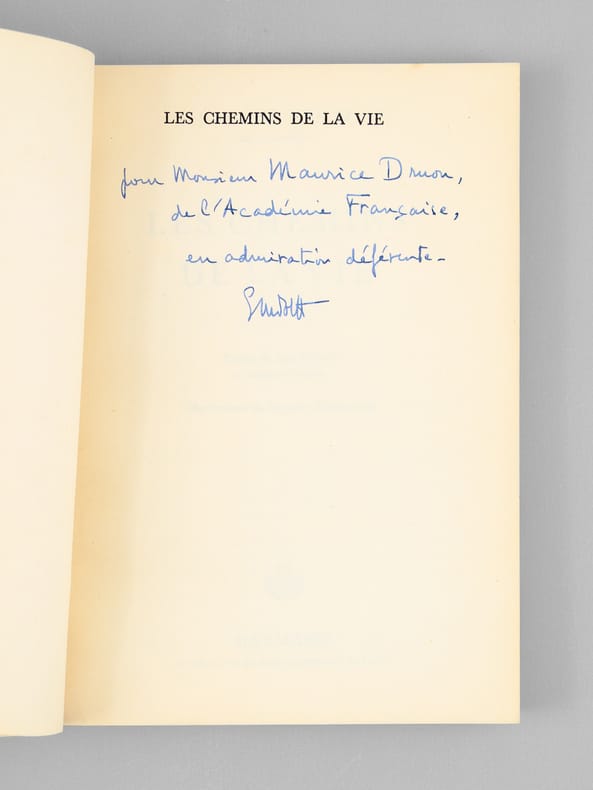 LES CHEMINS DE LA VIE
pour Monsieur Maurice Druon,
de l'Académie Française,
en admiration déférente -